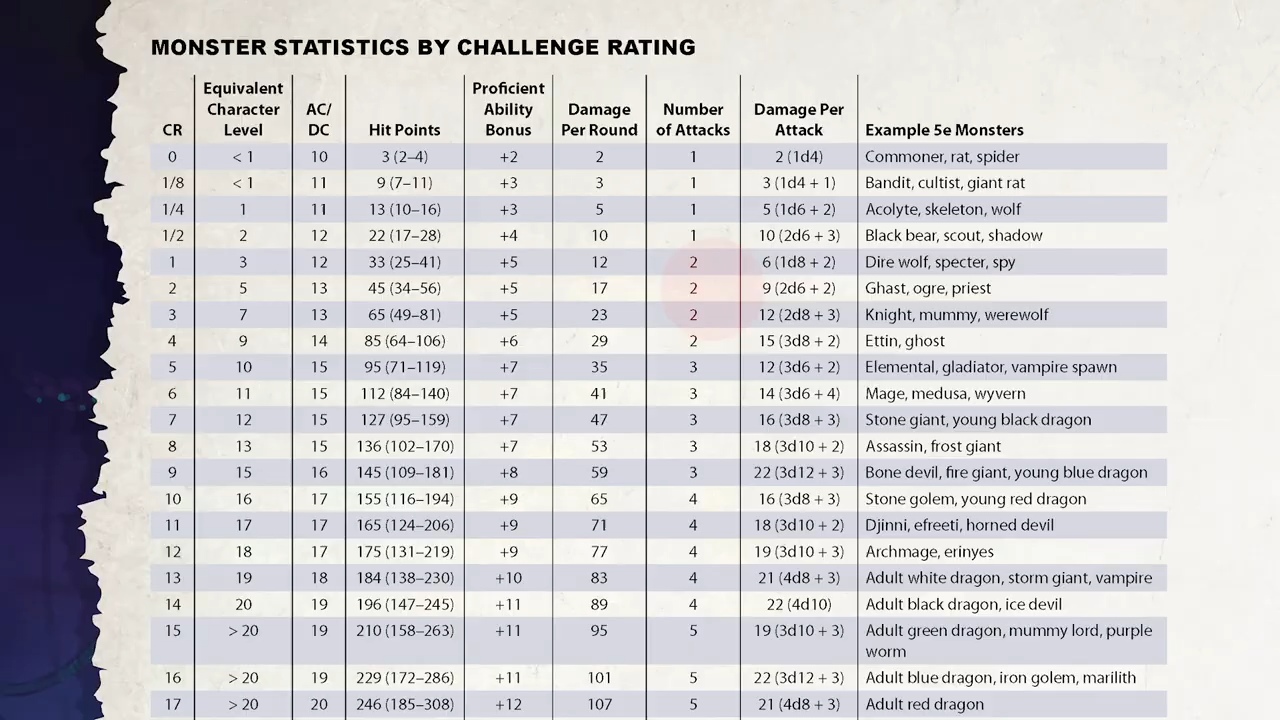 MONSTER STATISTICS BY CHALLENGE RATING
CR Equivalent Character Level AC/DC Hit Points Proficient Ability Bonus Damage Per Round Number of Attacks Damage Per Attack Example 5e Monsters
0 < 1 10 3 (2–4) +2 2 1 2 (1d4) Commoner, rat, spider
1/8 < 1 11 9 (7–11) +3 3 1 3 (1d4 + 1) Bandit, cultist, giant rat
1/4 1 11 13 (10–16) +3 5 1 5 (1d6 + 2) Acolyte, skeleton, wolf
1/2 2 12 22 (17–28) +4 10 1 10 (2d6 + 3) Black bear, scout, shadow
1 3 12 33 (25–41) +5 12 2 6 (1d8 + 2) Dire wolf, specter, spy
2 5 13 45 (34–56) +5 17 2 9 (2d6 + 2) Ghast, ogre, priest
3 7 13 65 (49–81) +5 23 2 12 (2d8 + 3) Knight, mummy, werewolf
4 9 14 85 (64–106) +6 29 2 15 (3d8 + 2) Ettin, ghost
5 10 15 95 (71–119) +7 35 3 12 (3d6 + 2) Elemental, gladiator, vampire spawn
6 11 15 112 (84–140) +7 41 3 14 (3d6 + 4) Mage, medusa, wyvern
7 12 15 127 (95–159) +7 47 3 16 (3d8 + 3) Stone giant, young black dragon
8 13 15 136 (102–170) +7 53 3 18 (3d10 + 2) Assassin, frost giant
9 15 16 145 (109–181) +8 59 3 22 (3d12 + 3) Bone devil, fire giant, young blue dragon
10 16 17 155 (116–194) +9 65 4 16 (3d8 + 3) Stone golem, young red dragon
11 17 17 165 (124–206) +9 71 4 18 (3d10 + 2) Djinni, efreeti, horned devil
12 18 17 175 (131–219) +9 77 4 19 (3d10 + 3) Archmage, erinyes
13 19 18 184 (138–230) +10 83 4 21 (4d8 + 3) Adult white dragon, storm giant, vampire
14 20 19 196 (147–245) +11 89 4 22 (4d10) Adult black dragon, ice devil
15 > 20 19 210 (158–263) +11 95 5 19 (3d10 + 3) Adult green dragon, mummy lord, purple
worm
16 > 20 19 229 (172–286) +11 101 5 22 (3d12 + 3) Adult blue dragon, iron golem, marilith
17 > 20 20 246 (185–308) +12 107 5 21 (4d8 + 3) Adult red dragon